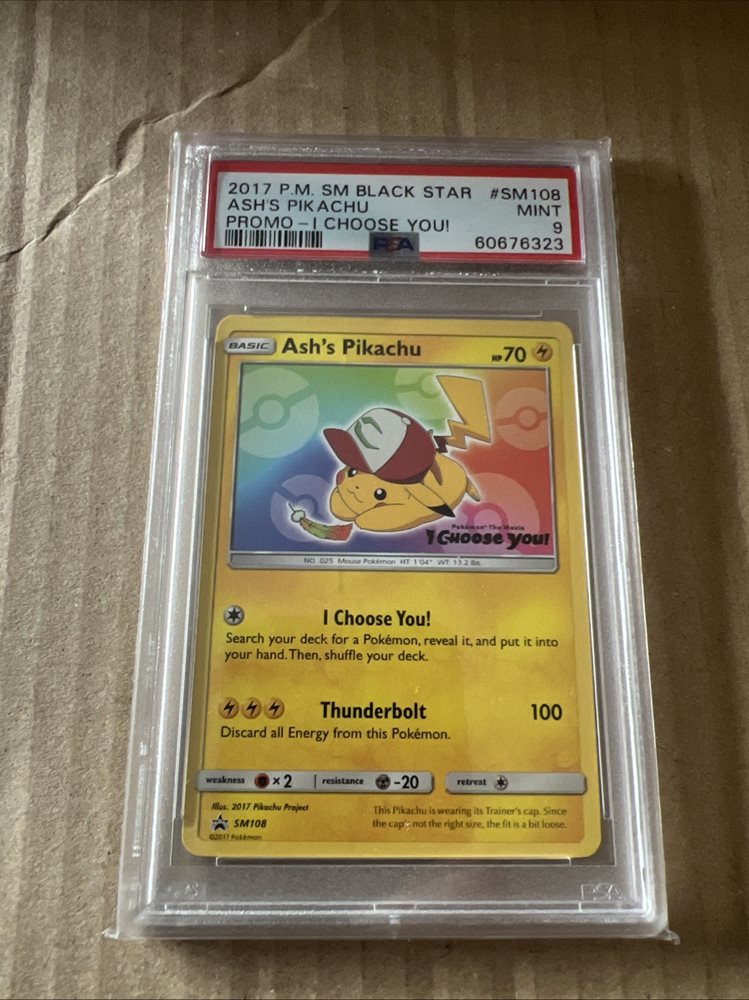 2017 P.M. SM BLACK STAR #SM108
ASH'S PIKACHU MINT
PROMO-I CHOOSE YOU! 9
PSA 60676323
BASIC Ash's Pikachu HP70
Pokémon The Movie
I Choose you!
NO. 025 Mouse Pokémon HT: 1'04" WT: 13.2 lbs.
I Choose You!
Search your deck for a Pokémon, reveal it, and put it into
your hand. Then, shuffle your deck.
Thunderbolt 100
Discard all Energy from this Pokémon.
weakness ×2 resistance -20 retreat
Illus. 2017 Pikachu Project
This Pikachu is wearing its Trainer's cap. Since
the cap's not the right size, the fit is a bit loose.
SM108
©2017 Pokémon
PSA